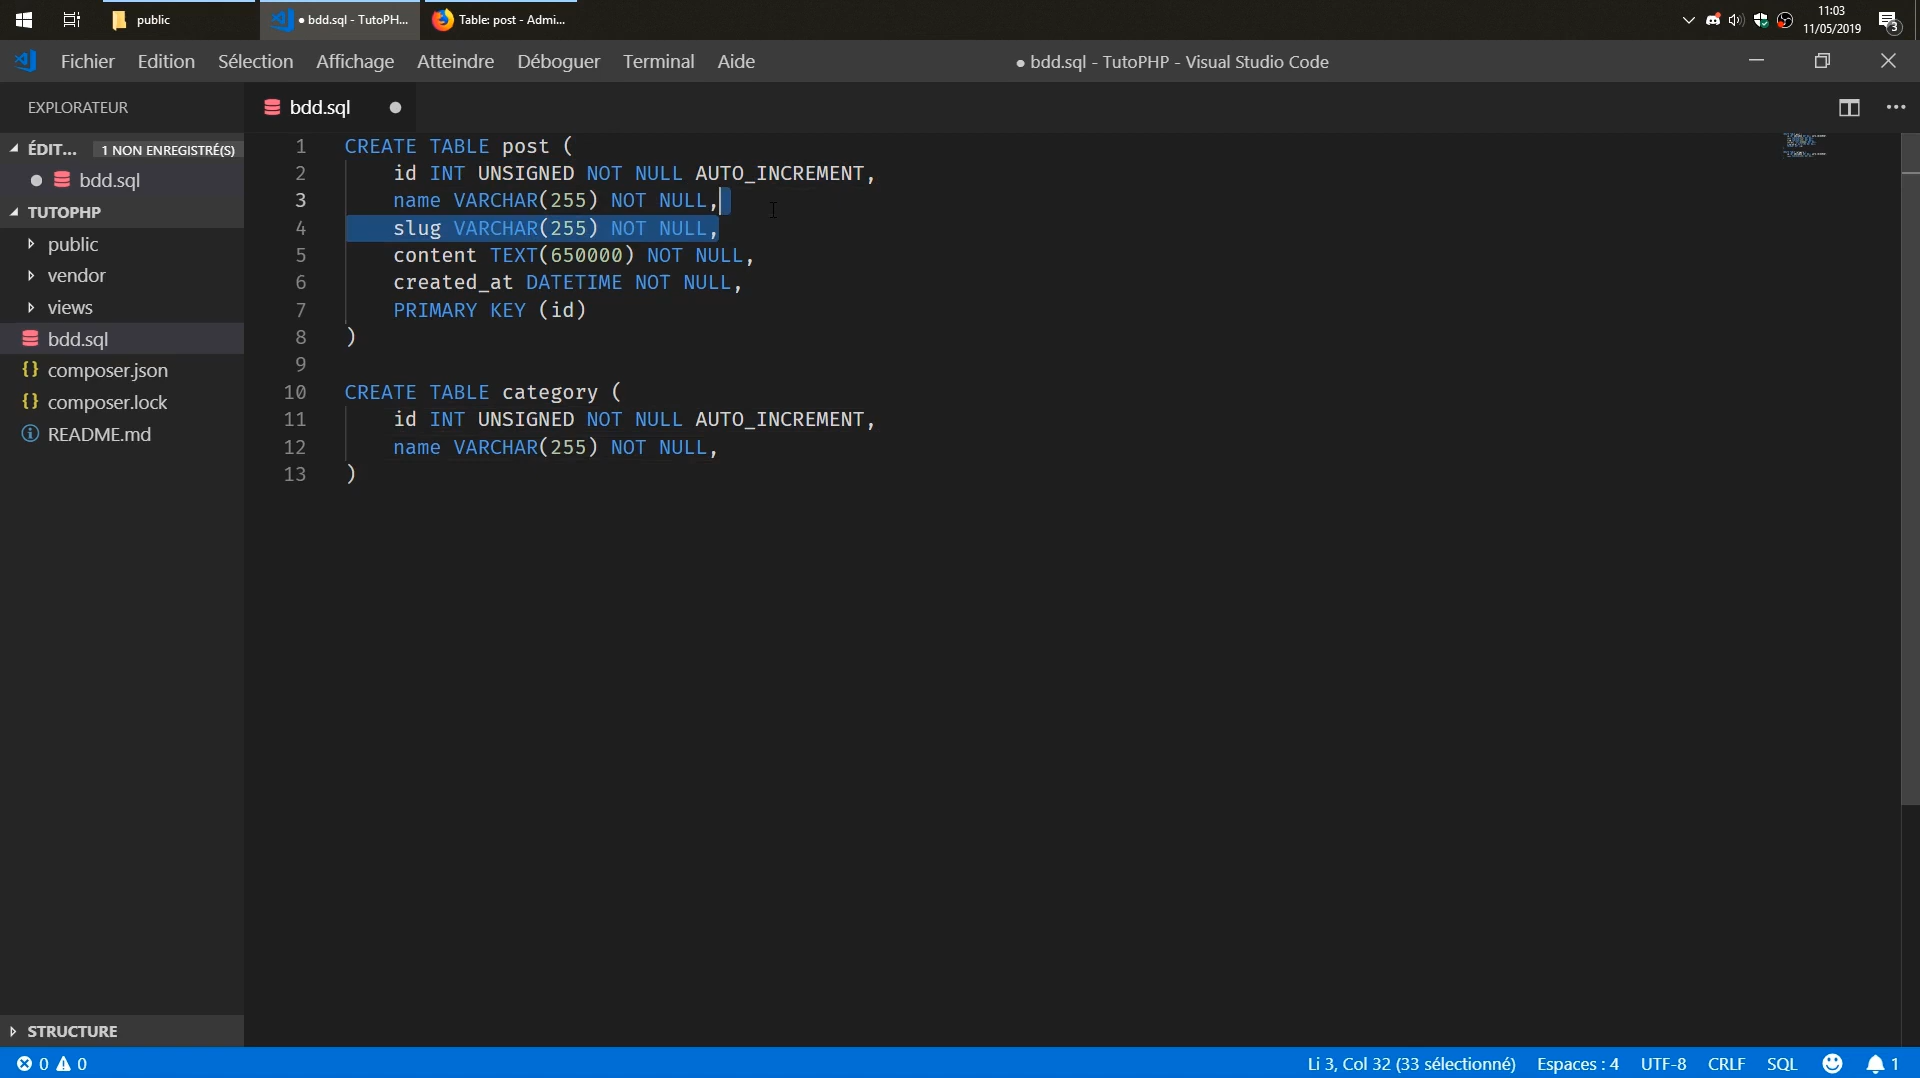 public
● bdd.sql - TutoPH...
Table: post - Admi...
11:03
11/05/2019
3
Fichier Edition Sélection Affichage Atteindre Déboguer Terminal Aide
● bdd.sql - TutoPHP - Visual Studio Code
EXPLORATEUR
bdd.sql
ÉDIT... 1 NON ENREGISTRÉ(S)
bdd.sql
TUTOPHP
public
vendor
views
bdd.sql
composer.json
composer.lock
README.md
STRUCTURE
1 CREATE TABLE post (
2 id INT UNSIGNED NOT NULL AUTO_INCREMENT,
3 name VARCHAR(255) NOT NULL,
4 slug VARCHAR(255) NOT NULL,
5 content TEXT(650000) NOT NULL,
6 created_at DATETIME NOT NULL,
7 PRIMARY KEY (id)
8 )
9
10 CREATE TABLE category (
11 id INT UNSIGNED NOT NULL AUTO_INCREMENT,
12 name VARCHAR(255) NOT NULL,
13 )
0 0
Li 3, Col 32 (33 sélectionné) Espaces : 4 UTF-8 CRLF SQL 1